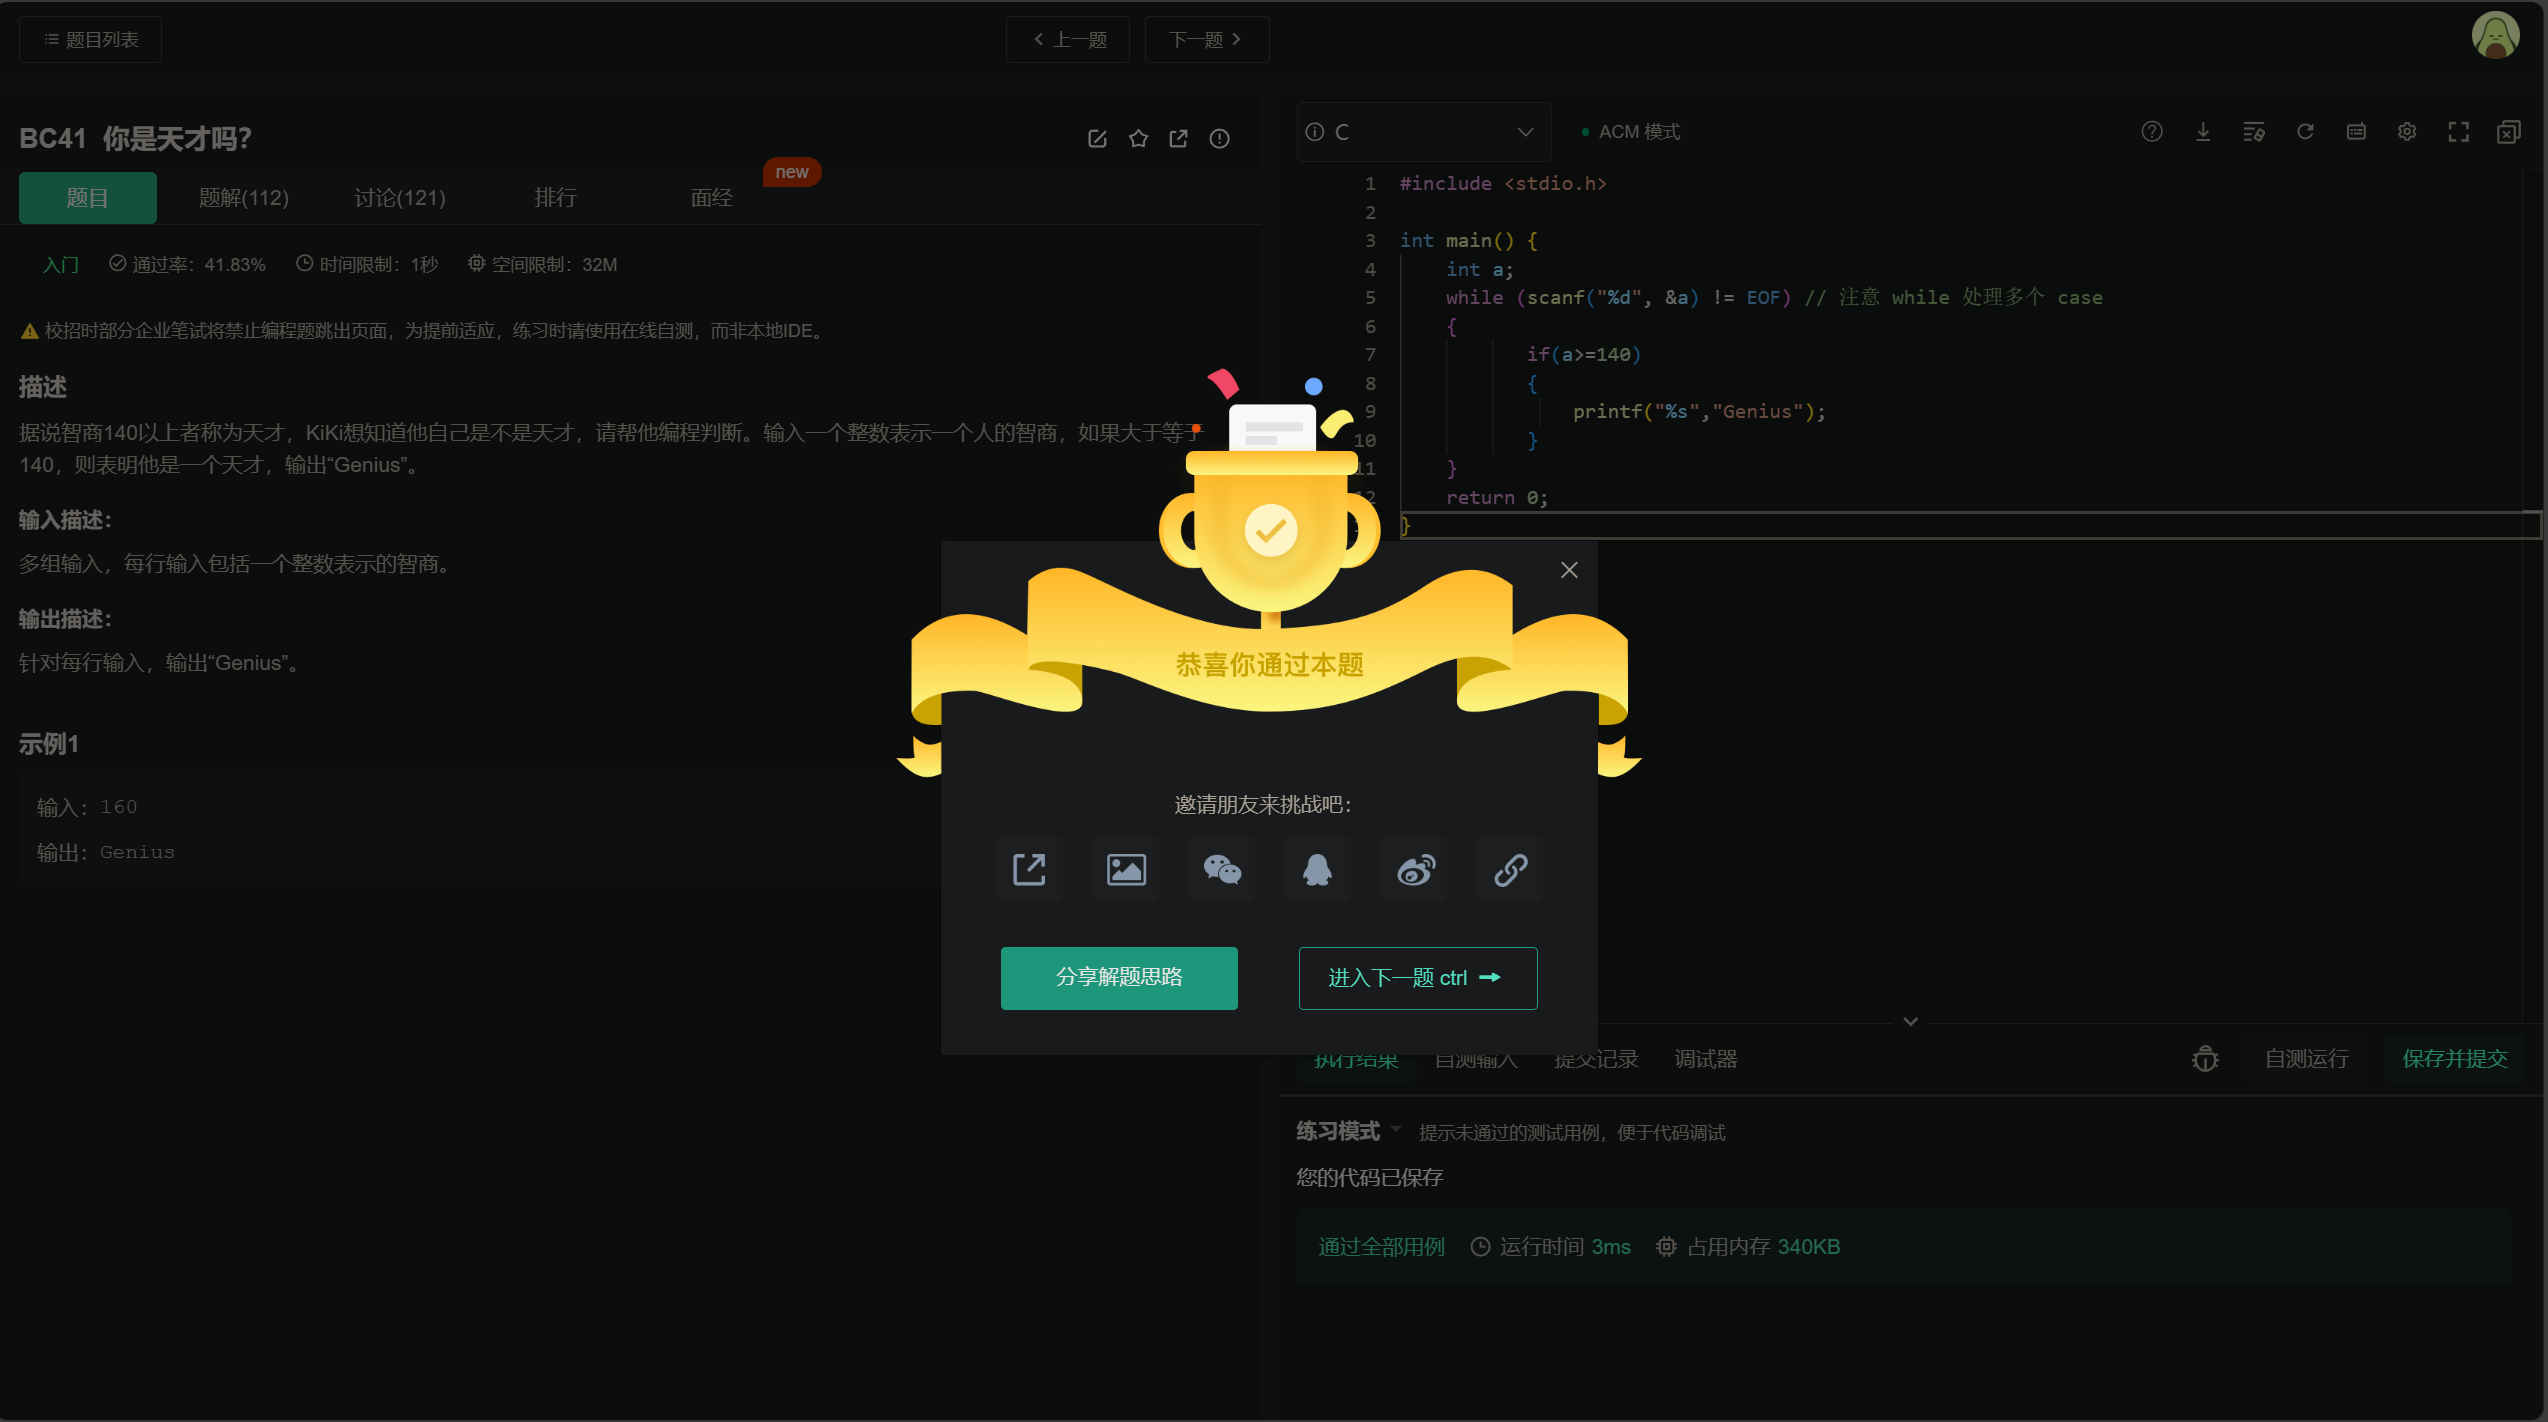 题目列表
上一题
下一题
BC41 你是天才吗？
题目
题解(112)
讨论(121)
排行
面经
new
入门
通过率：41.83%
时间限制：1秒
空间限制：32M
校招时部分企业笔试将禁止编程题跳出页面，为提前适应，练习时请使用在线自测，而非本地IDE。
描述
据说智商140以上者称为天才，KiKi想知道他自己是不是天才，请帮他编程判断。输入一个整数表示一个人的智商，如果大于等于
140，则表明他是一个天才，输出“Genius”。
输入描述：
多组输入，每行输入包括一个整数表示的智商。
输出描述：
针对每行输入，输出“Genius”。
示例1
输入：160
输出：Genius
C
ACM 模式
1 #include <stdio.h>
2
3 int main() {
4 int a;
5 while (scanf("%d", &a) != EOF) // 注意 while 处理多个 case
6 {
7 if(a>=140)
8 {
9 printf("%s","Genius");
10 }
11 }
12 return 0;
}
恭喜你通过本题
邀请朋友来挑战吧：
分享解题思路
进入下一题 ctrl
执行结果
自测输入
提交记录
调试器
自测运行
保存并提交
练习模式
提示未通过的测试用例，便于代码调试
您的代码已保存
通过全部用例
运行时间 3ms
占用内存 340KB